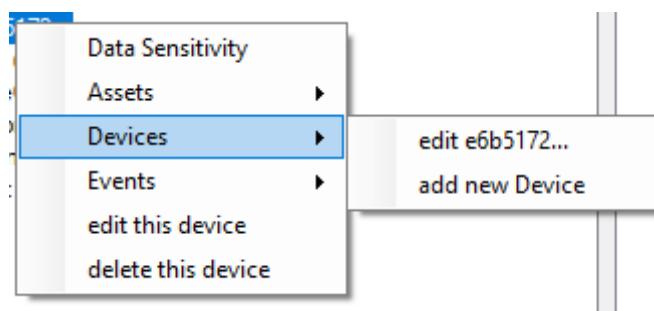 Data Sensitivity
Assets
Devices
edit e6b5172...
add new Device
Events
edit this device
delete this device